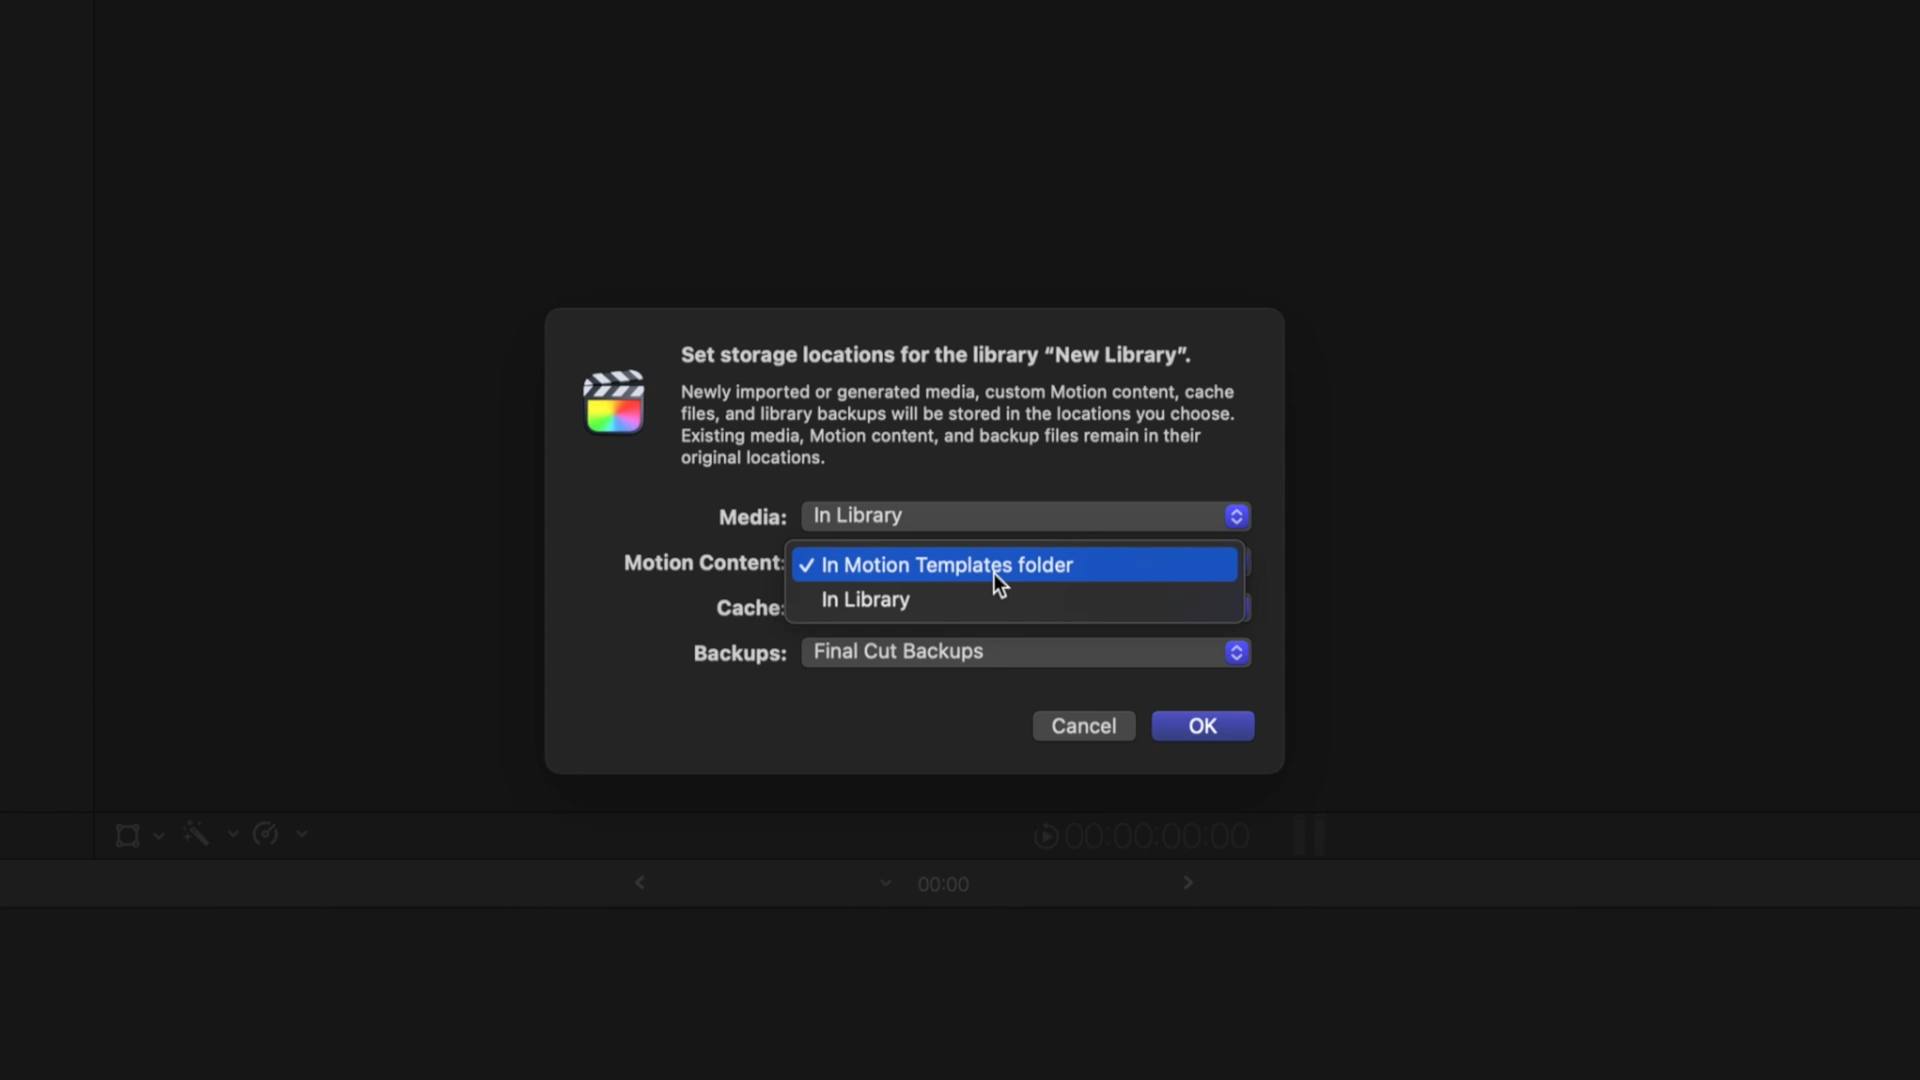 Set storage locations for the library “New Library”.
Newly imported or generated media, custom Motion content, cache
files, and library backups will be stored in the locations you choose.
Existing media, Motion content, and backup files remain in their
original locations.
Media: In Library
Motion Content: ✓ In Motion Templates folder
In Library
Cache:
Backups: Final Cut Backups
Cancel OK
00:00:00:00
00:00